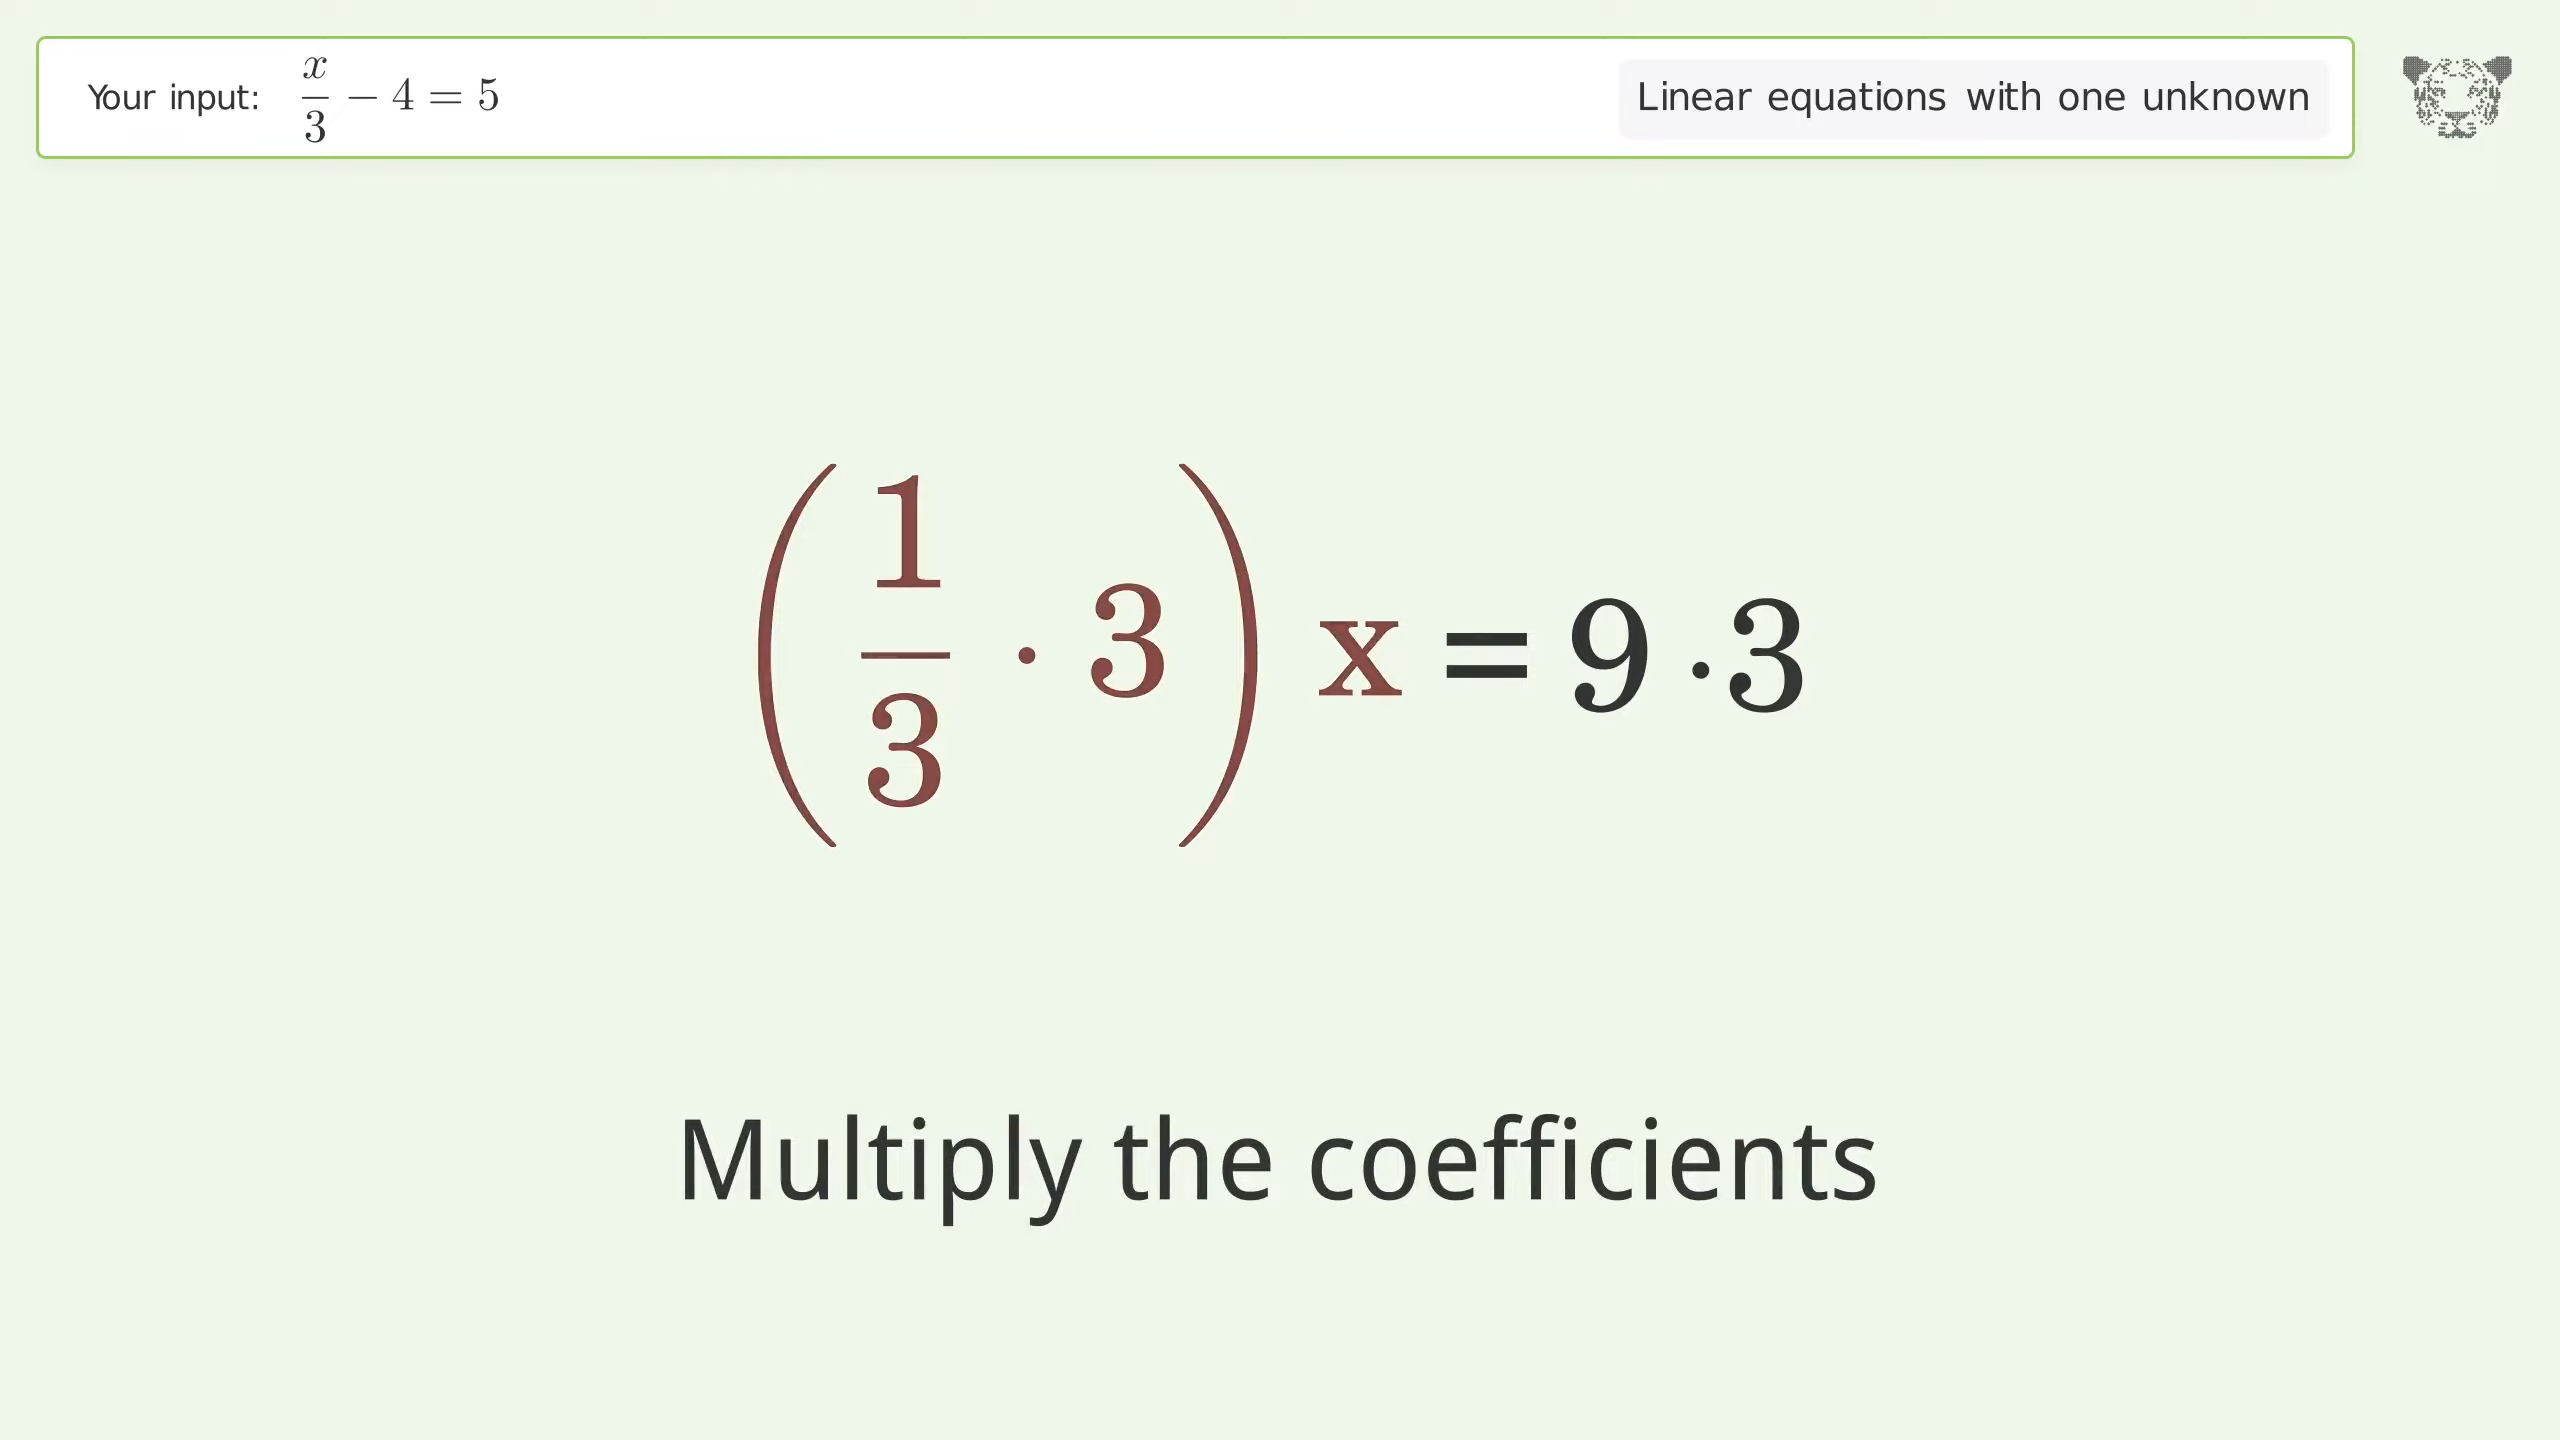 Your input: x/3 − 4 = 5
Linear equations with one unknown
(1/3 · 3) x = 9 · 3
Multiply the coefficients